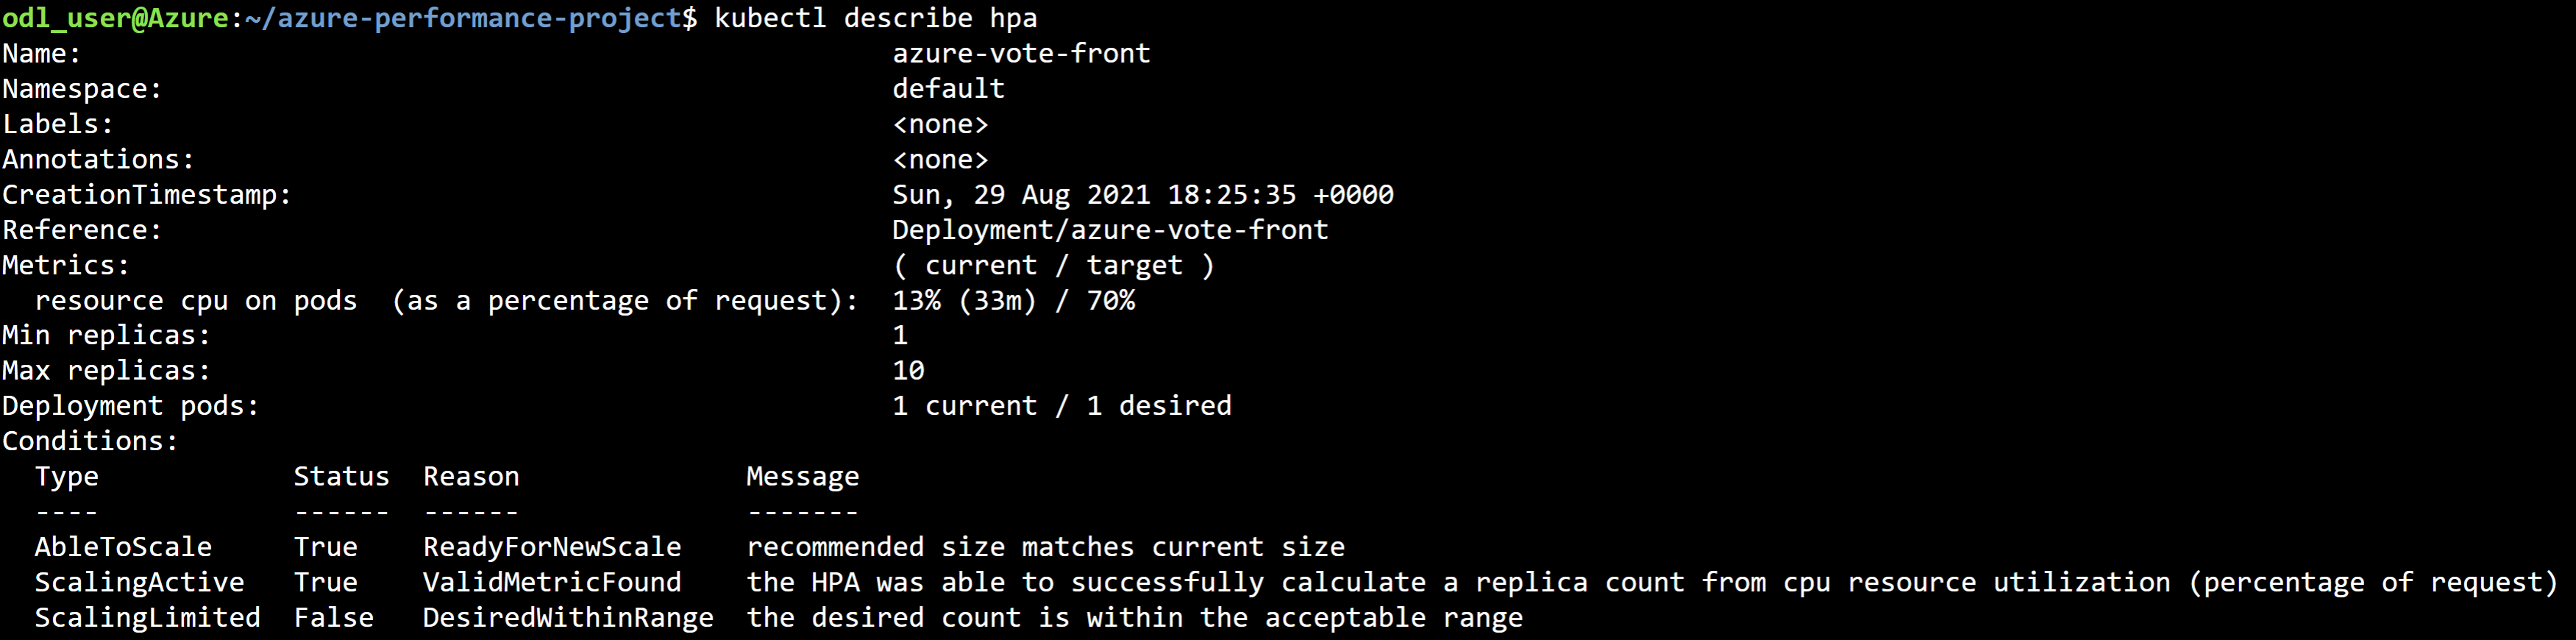 odl_user@Azure:~/azure-performance-project$ kubectl describe hpa
Name:                                                  azure-vote-front
Namespace:                                             default
Labels:                                                <none>
Annotations:                                           <none>
CreationTimestamp:                                     Sun, 29 Aug 2021 18:25:35 +0000
Reference:                                             Deployment/azure-vote-front
Metrics:                                               ( current / target )
  resource cpu on pods  (as a percentage of request):  13% (33m) / 70%
Min replicas:                                          1
Max replicas:                                          10
Deployment pods:                                       1 current / 1 desired
Conditions:
  Type            Status  Reason              Message
  ----            ------  ------              -------
  AbleToScale     True    ReadyForNewScale    recommended size matches current size
  ScalingActive   True    ValidMetricFound    the HPA was able to successfully calculate a replica count from cpu resource utilization (percentage of request)
  ScalingLimited  False   DesiredWithinRange  the desired count is within the acceptable range